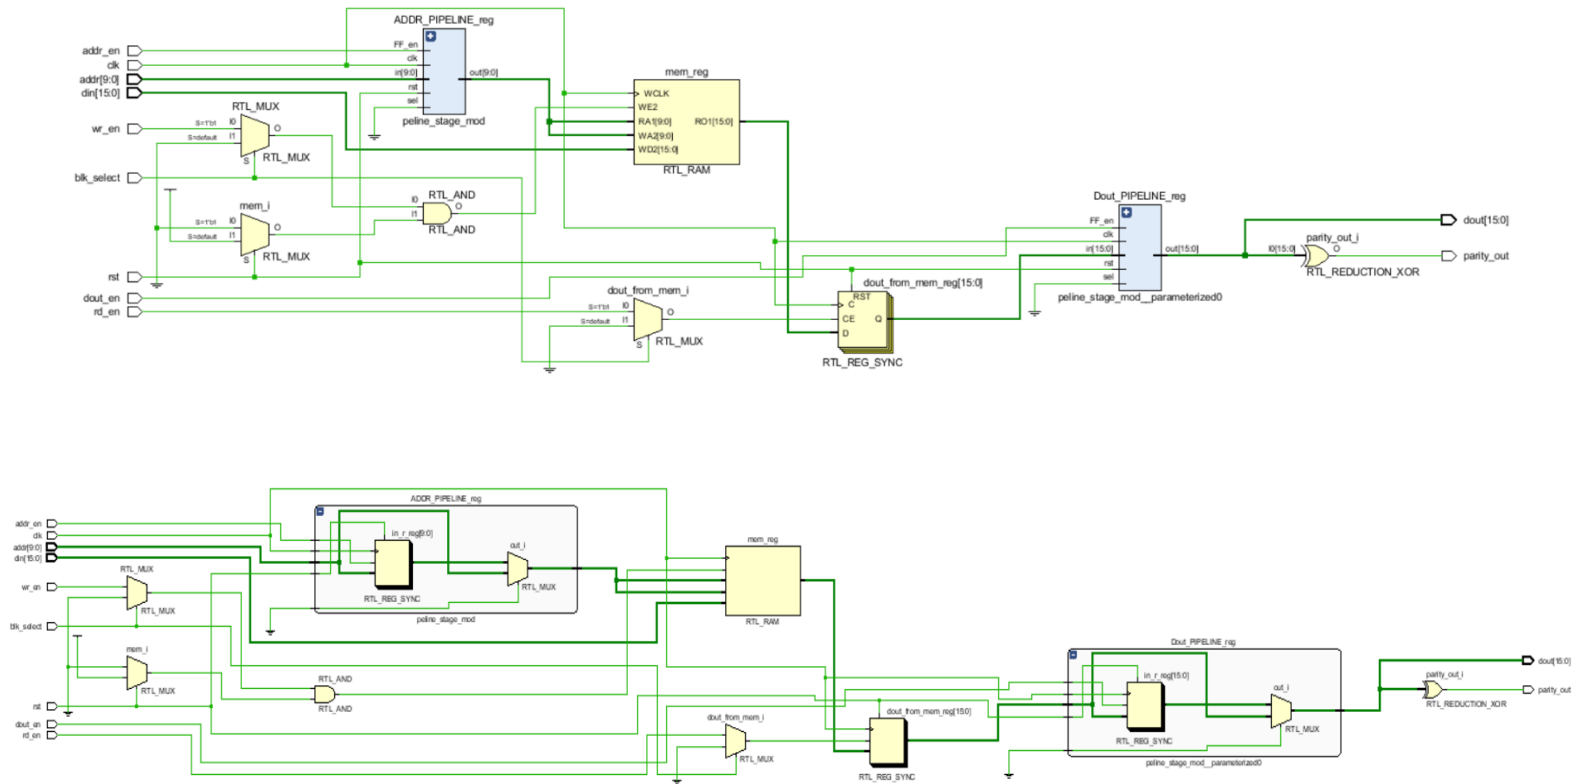 ADDR_PIPELINE_reg
addr_en
clk
addr[9:0]
din[15:0]
FF_en
clk
in[9:0]
rst
sel
out[9:0]
peline_stage_mod
mem_reg
WCLK
WE2
RA1[9:0]
WA2[9:0]
WD2[15:0]
RO1[15:0]
RTL_RAM
RTL_MUX
wr_en
S=1'b1
I0
S=default
I1
O
S
RTL_MUX
blk_select
mem_i
S=1'b1
I0
S=default
I1
O
S
RTL_MUX
RTL_AND
I0
I1
O
RTL_AND
rst
dout_en
rd_en
dout_from_mem_i
S=1'b1
I0
S=default
I1
O
S
RTL_MUX
dout_from_mem_reg[15:0]
RST
C
CE
D
Q
RTL_REG_SYNC
Dout_PIPELINE_reg
FF_en
clk
in[15:0]
rst
sel
out[15:0]
peline_stage_mod__parameterized0
dout[15:0]
parity_out_i
I0[15:0]
O
RTL_REDUCTION_XOR
parity_out
ADDR_PIPELINE_reg
addr_en
clk
addr[9:0]
din[15:0]
in_r_reg[9:0]
RTL_REG_SYNC
out_i
RTL_MUX
peline_stage_mod
mem_reg
RTL_RAM
RTL_MUX
wr_en
RTL_MUX
blk_select
mem_i
RTL_MUX
RTL_AND
RTL_AND
rst
dout_en
rd_en
dout_from_mem_i
RTL_MUX
dout_from_mem_reg[15:0]
RTL_REG_SYNC
Dout_PIPELINE_reg
in_r_reg[15:0]
RTL_REG_SYNC
out_i
RTL_MUX
peline_stage_mod__parameterized0
dout[15:0]
parity_out_i
RTL_REDUCTION_XOR
parity_out